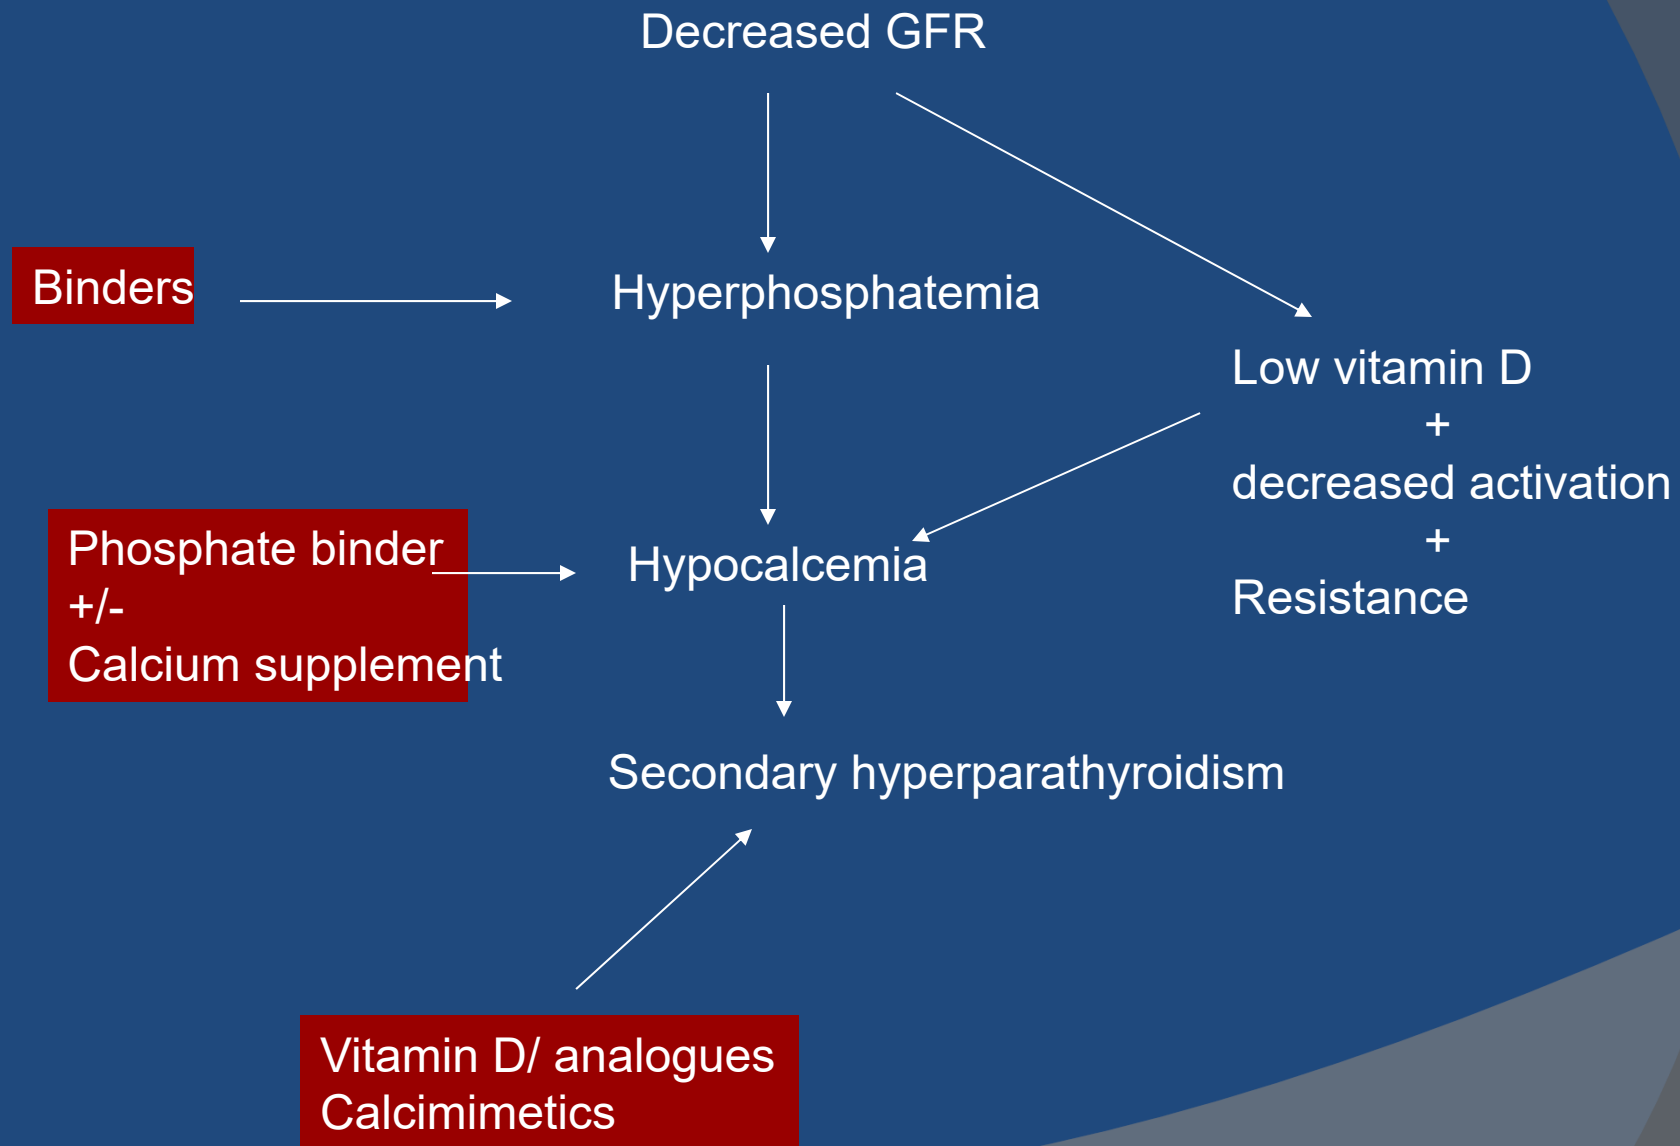 Decreased GFR
Binders
Hyperphosphatemia
Low vitamin D
+
decreased activation
+
Resistance
Phosphate binder
+/-
Calcium supplement
Hypocalcemia
Secondary hyperparathyroidism
Vitamin D/ analogues
Calcimimetics